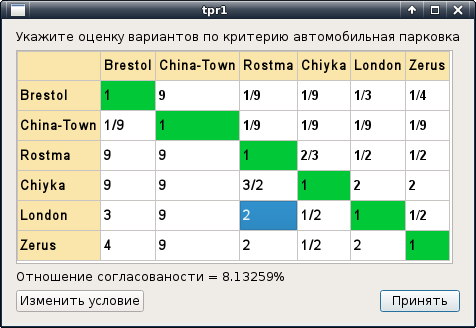 tpr1
Укажите оценку вариантов по критерию автомобильная парковка
Brestol China-Town Rostma Chiyka London Zerus
Brestol 1 9 1/9 1/9 1/3 1/4
China-Town 1/9 1 1/9 1/9 1/9 1/9
Rostma 9 9 1 2/3 1/2 1/2
Chiyka 9 9 3/2 1 2 2
London 3 9 2 1/2 1 1/2
Zerus 4 9 2 1/2 2 1
Отношение согласованости = 8.13259%
Изменить условие Принять